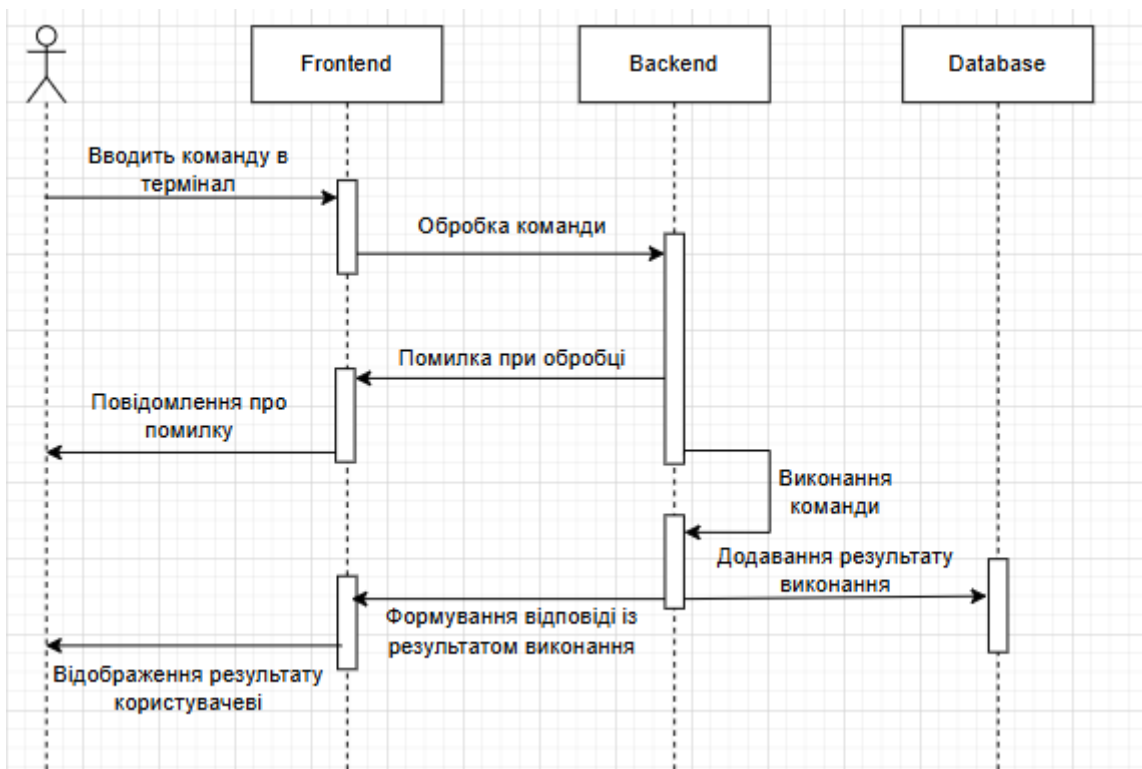 Frontend
Backend
Database
Вводить команду в
термінал
Обробка команди
Помилка при обробці
Повідомлення про
помилку
Виконання
команди
Додавання результату
виконання
Формування відповіді із
результатом виконання
Відображення результату
користувачеві